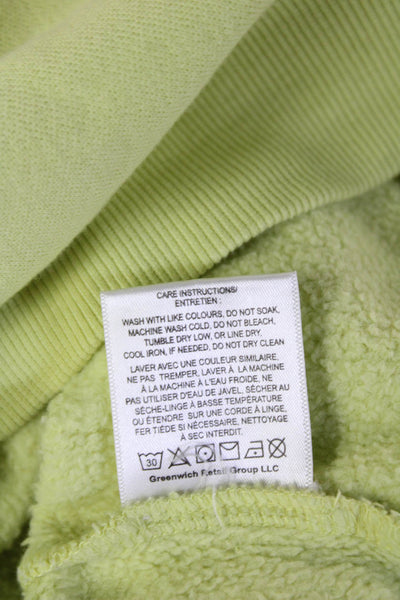 CARE INSTRUCTIONS/
ENTRETIEN :
WASH WITH LIKE COLOURS, DO NOT SOAK,
MACHINE WASH COLD, DO NOT BLEACH,
TUMBLE DRY LOW, OR LINE DRY
COOL IRON, IF NEEDED, DO NOT DRY CLEAN
LAVER AVEC UNE COULEUR SIMILAIRE,
NE PAS TREMPER, LAVER À LA MACHINE
À LA MACHINE À L'EAU FROIDE, NE
PAS UTILISER D'EAU DE JAVEL, SÉCHER AU
SÈCHE-LINGE À BASSE TEMPÉRATURE
OU ÉTENDRE SUR UNE CORDE À LINGE,
FER TIÈDE SI NÉCESSAIRE, NETTOYAGE
À SEC INTERDIT.
30
Greenwich Retail Group LLC